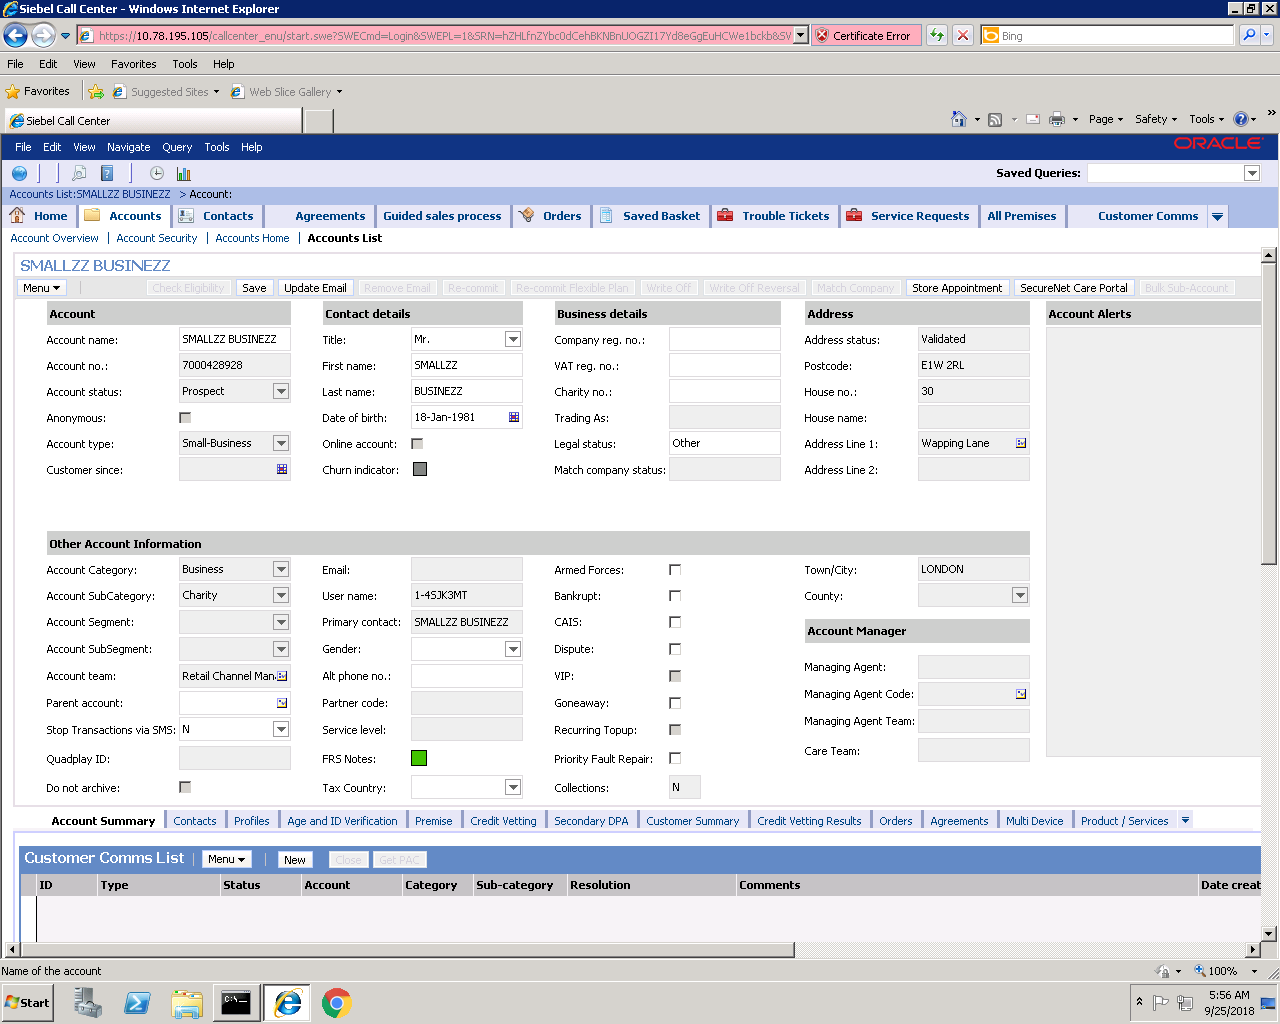 Siebel Call Center - Windows Internet Explorer
https://10.78.195.105/callcenter_enu/start.swe?SWECmd=Login&SWEPL=1&SRN=
Certificate Error
Bing
File Edit View Favorites Tools Help
Favorites Suggested Sites Web Slice Gallery
Siebel Call Center
Page Safety Tools
File Edit View Navigate Query Tools Help
ORACLE
Saved Queries:
Accounts List:SMALLZZ BUSINEZZ > Account:
Home Accounts Contacts Agreements Guided sales process Orders Saved Basket Trouble Tickets Service Requests All Premises Customer Comms
Account Overview Account Security Accounts Home Accounts List
SMALLZZ BUSINEZZ
Menu Check Eligibility Save Update Email Remove Email Re-commit Re-commit Flexible Plan Write Off Write Off Reversal Match Company Store Appointment SecureNet Care Portal Bulk Sub-Account
Account Contact details Business details Address Account Alerts
Account name: SMALLZZ BUSINEZZ Title: Mr. Company reg. no.: Address status: Validated
Account no.: 7000428928 First name: SMALLZZ VAT reg. no.: Postcode: E1W 2RL
Account status: Prospect Last name: BUSINEZZ Charity no.: House no.: 30
Anonymous: Date of birth: 18-Jan-1981 Trading As: House name:
Account type: Small-Business Online account: Legal status: Other Address Line 1: Wapping Lane
Customer since: Churn indicator: Match company status: Address Line 2:
Other Account Information
Account Category: Business Email: Armed Forces: Town/City: LONDON
Account SubCategory: Charity User name: 1-4SJK3MT Bankrupt: County:
Account Segment: Primary contact: SMALLZZ BUSINEZZ CAIS: Account Manager
Account SubSegment: Gender: Dispute:
Account team: Retail Channel Man Alt phone no.: VIP: Managing Agent:
Parent account: Partner code: Goneaway: Managing Agent Code:
Stop Transactions via SMS: N Service level: Recurring Topup: Managing Agent Team:
Quadplay ID: FRS Notes: Priority Fault Repair: Care Team:
Do not archive: Tax Country: Collections: N
Account Summary Contacts Profiles Age and ID Verification Premise Credit Vetting Secondary DPA Customer Summary Credit Vetting Results Orders Agreements Multi Device Product / Services
Customer Comms List Menu New Close Get PAC
ID Type Status Account Category Sub-category Resolution Comments Date creat
Name of the account
100%
Start
5:56 AM
9/25/2018